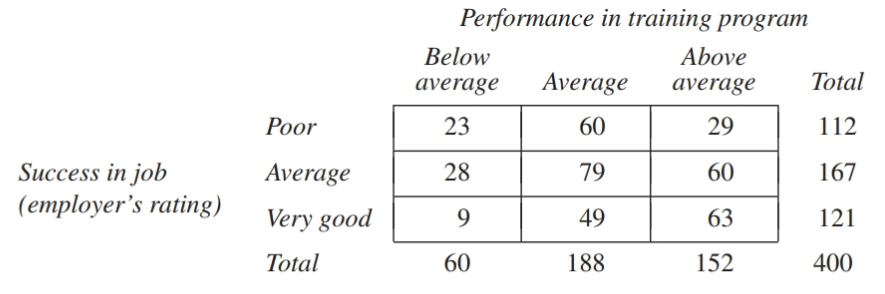 Performance in training program
Below average Average Above average Total
Poor 23 60 29 112
Success in job (employer's rating) Average 28 79 60 167
Very good 9 49 63 121
Total 60 188 152 400